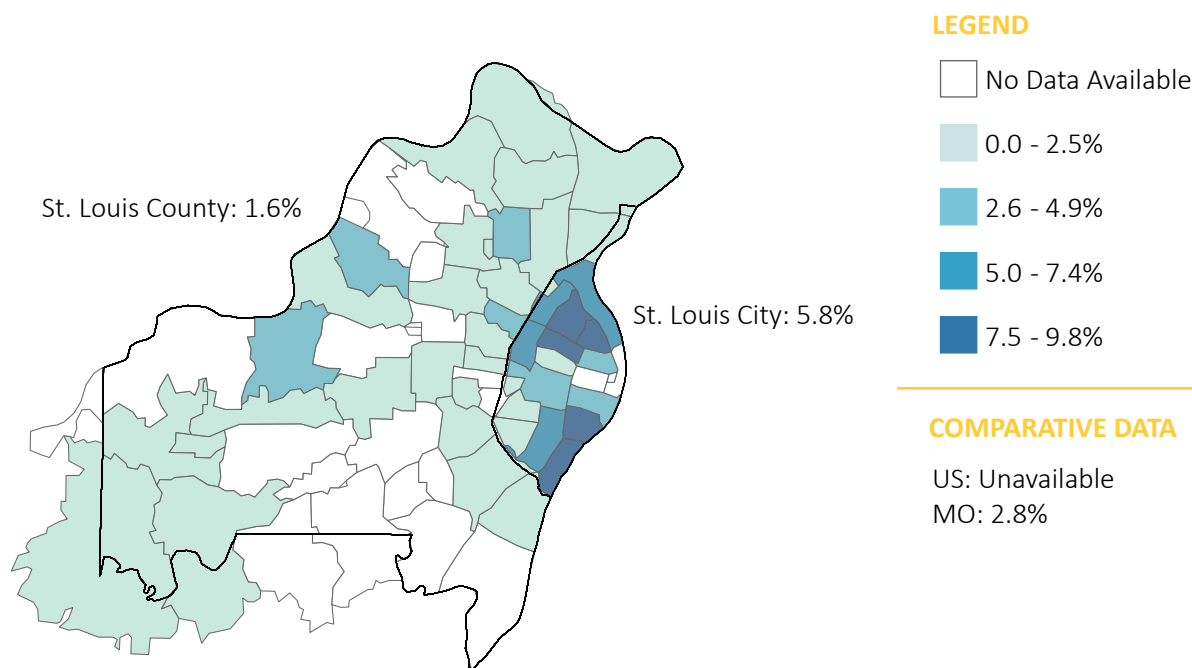 LEGEND
No Data Available
0.0 - 2.5%
2.6 - 4.9%
5.0 - 7.4%
7.5 - 9.8%
St. Louis County: 1.6%
St. Louis City: 5.8%
COMPARATIVE DATA
US: Unavailable
MO: 2.8%